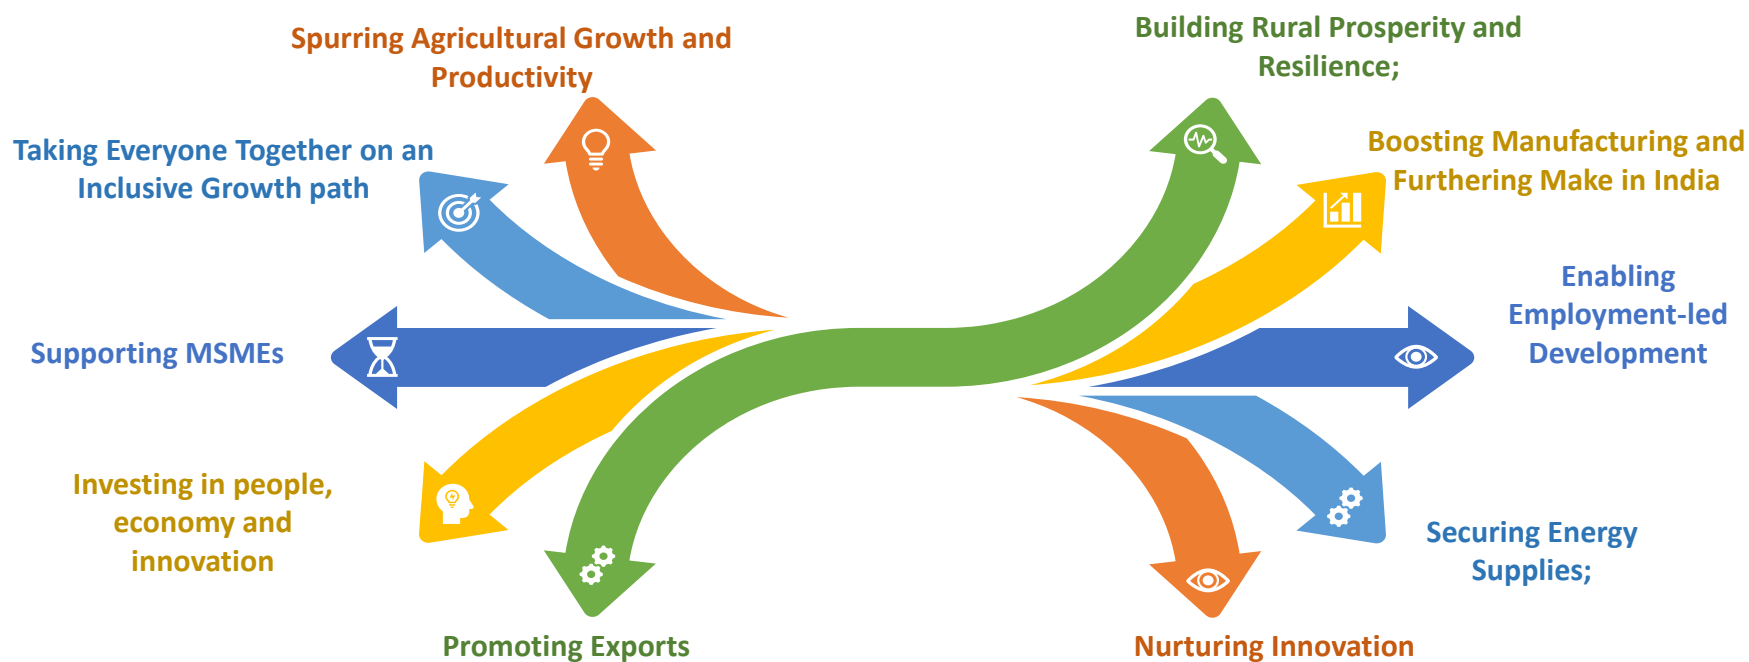 Spurring Agricultural Growth and
Productivity
Taking Everyone Together on an
Inclusive Growth path
Supporting MSMEs
Investing in people,
economy and
innovation
Promoting Exports
Building Rural Prosperity and
Resilience;
Boosting Manufacturing and
Furthering Make in India
Enabling
Employment-led
Development
Securing Energy
Supplies;
Nurturing Innovation